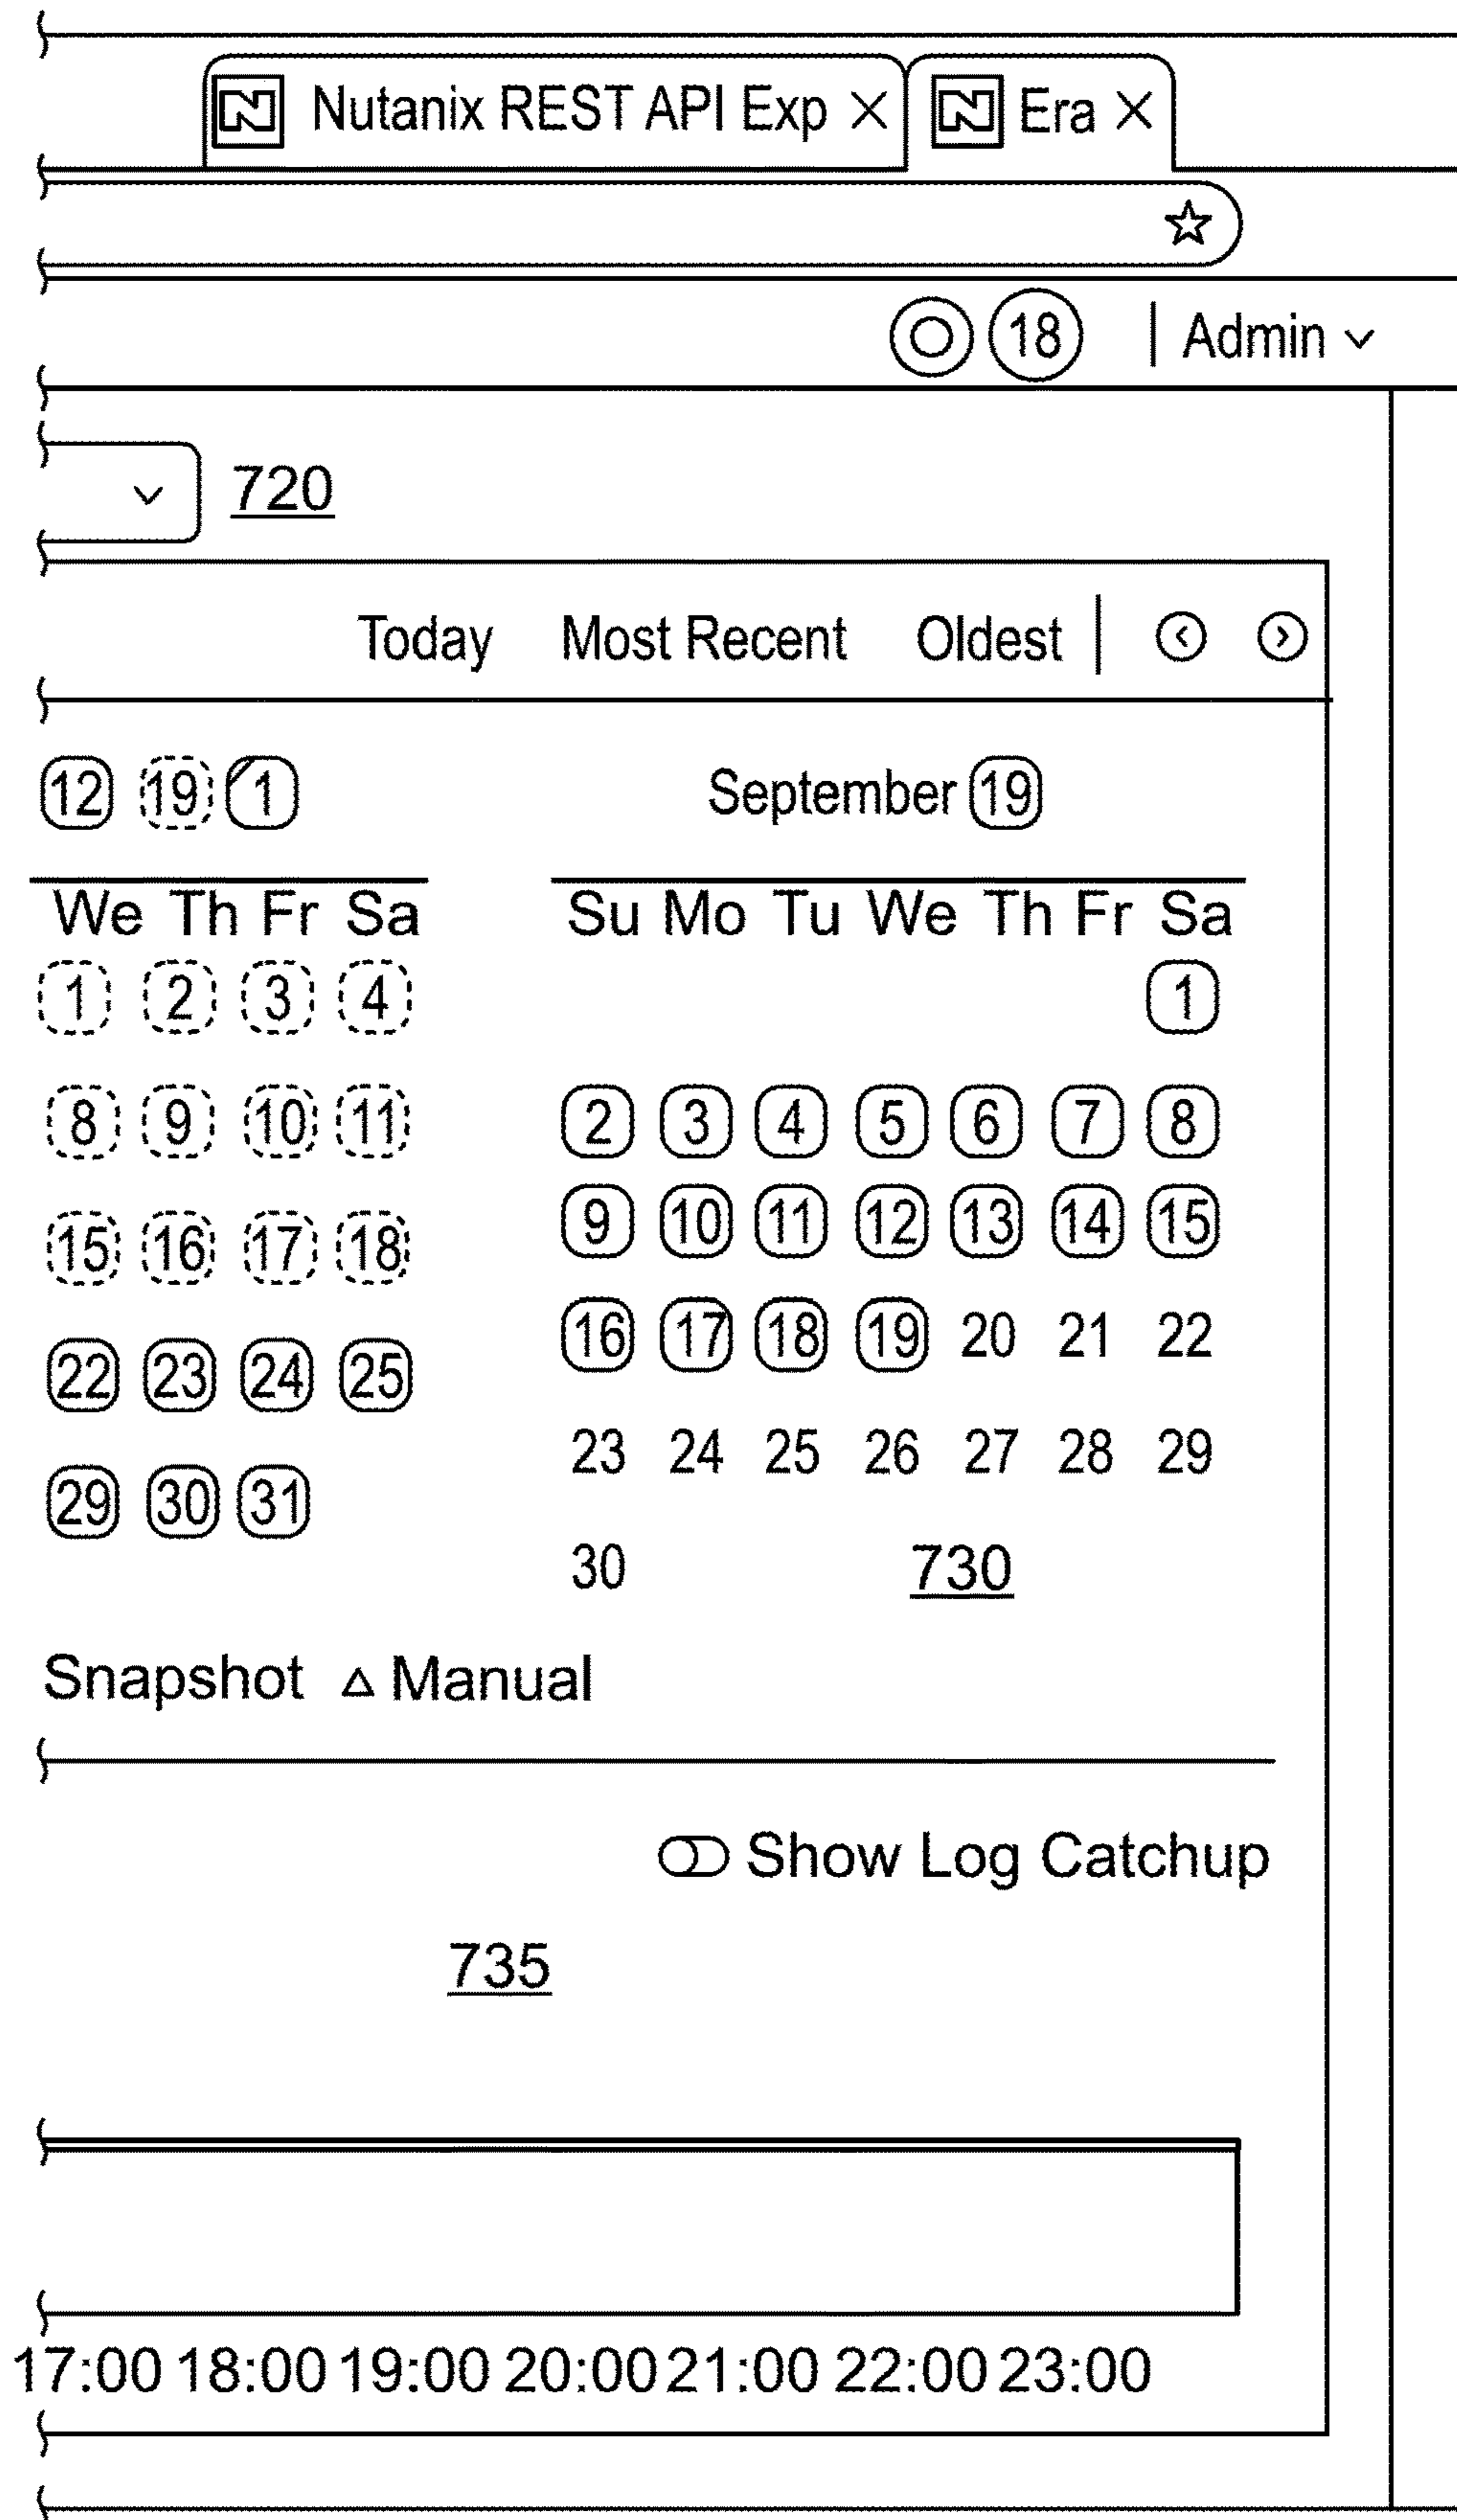 Nutanix REST API Exp Era
18 Admin
720
Today Most Recent Oldest
12 19 1 September 19
We Th Fr Sa Su Mo Tu We Th Fr Sa
1 2 3 4 1
8 9 10 11 2 3 4 5 6 7 8
15 16 17 18 9 10 11 12 13 14 15
22 23 24 25 16 17 18 19 20 21 22
29 30 31 23 24 25 26 27 28 29
30 730
Snapshot △ Manual
Show Log Catchup
735
17:00 18:00 19:00 20:00 21:00 22:00 23:00